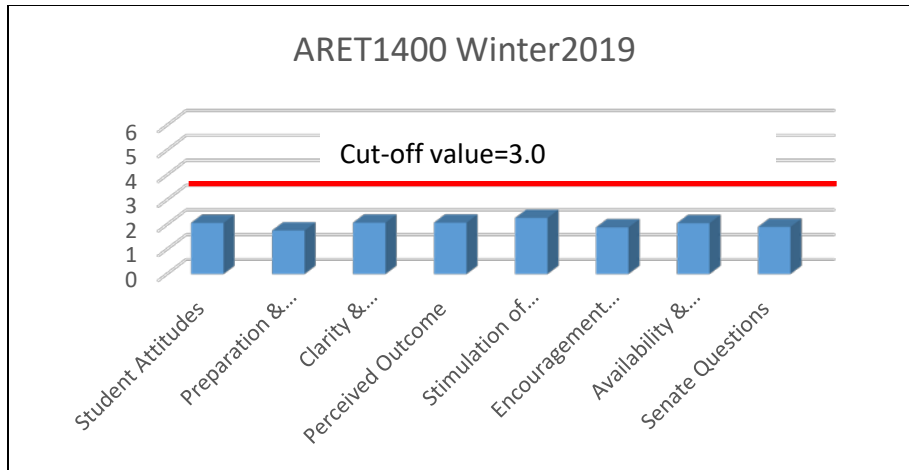 ARET1400 Winter2019
6
5
4
3
2
1
0
Cut-off value=3.0
Student Attitudes
Preparation &...
Clarity &...
Perceived Outcome
Stimulation of...
Encouragement...
Availability &...
Senate Questions